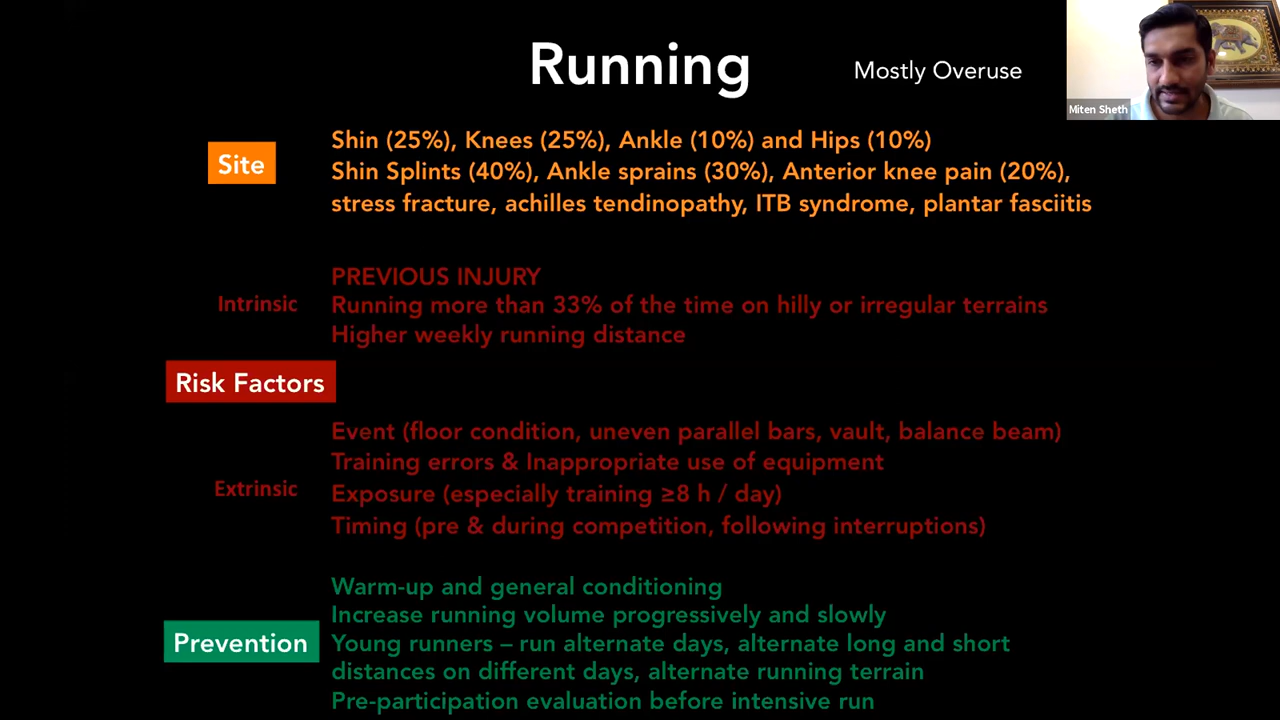 Running
Mostly Overuse
Miten Sheth
Site
Shin (25%), Knees (25%), Ankle (10%) and Hips (10%)
Shin Splints (40%), Ankle sprains (30%), Anterior knee pain (20%),
stress fracture, achilles tendinopathy, ITB syndrome, plantar fasciitis
Intrinsic
PREVIOUS INJURY
Running more than 33% of the time on hilly or irregular terrains
Higher weekly running distance
Risk Factors
Extrinsic
Event (floor condition, uneven parallel bars, vault, balance beam)
Training errors & Inappropriate use of equipment
Exposure (especially training ≥8 h / day)
Timing (pre & during competition, following interruptions)
Prevention
Warm-up and general conditioning
Increase running volume progressively and slowly
Young runners – run alternate days, alternate long and short
distances on different days, alternate running terrain
Pre-participation evaluation before intensive run